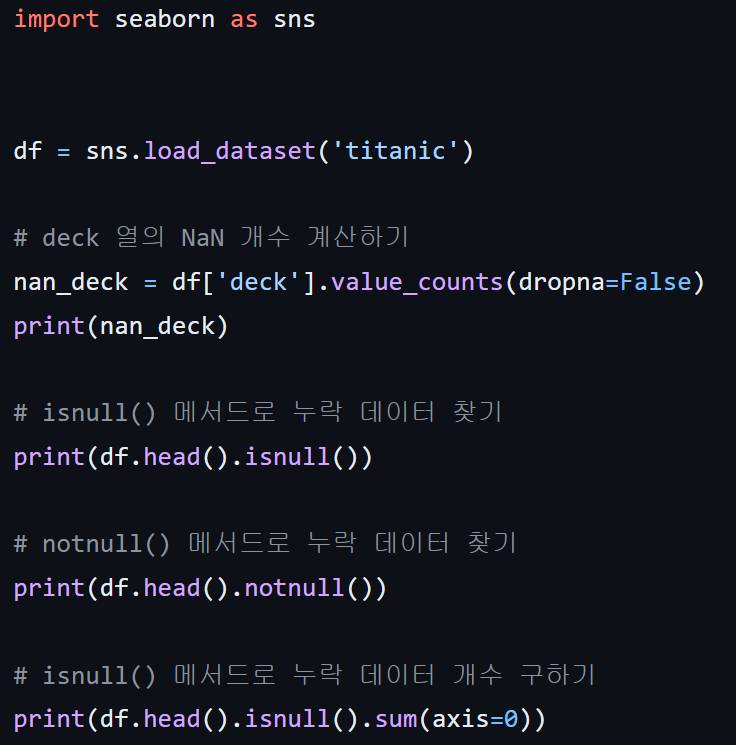 import seaborn as sns
df = sns.load_dataset('titanic')
# deck 열의 NaN 개수 계산하기
nan_deck = df['deck'].value_counts(dropna=False)
print(nan_deck)
# isnull() 메서드로 누락 데이터 찾기
print(df.head().isnull())
# notnull() 메서드로 누락 데이터 찾기
print(df.head().notnull())
# isnull() 메서드로 누락 데이터 개수 구하기
print(df.head().isnull().sum(axis=0))